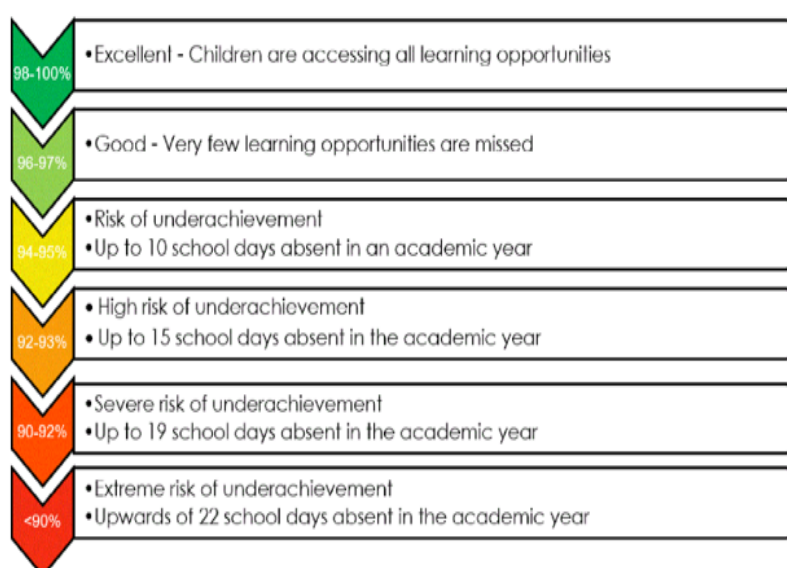 98-100%
•Excellent - Children are accessing all learning opportunities
96-97%
•Good - Very few learning opportunities are missed
94-95%
•Risk of underachievement
•Up to 10 school days absent in an academic year
92-93%
• High risk of underachievement
• Up to 15 school days absent in the academic year
90-92%
•Severe risk of underachievement
•Up to 19 school days absent in the academic year
<90%
•Extreme risk of underachievement
•Upwards of 22 school days absent in the academic year